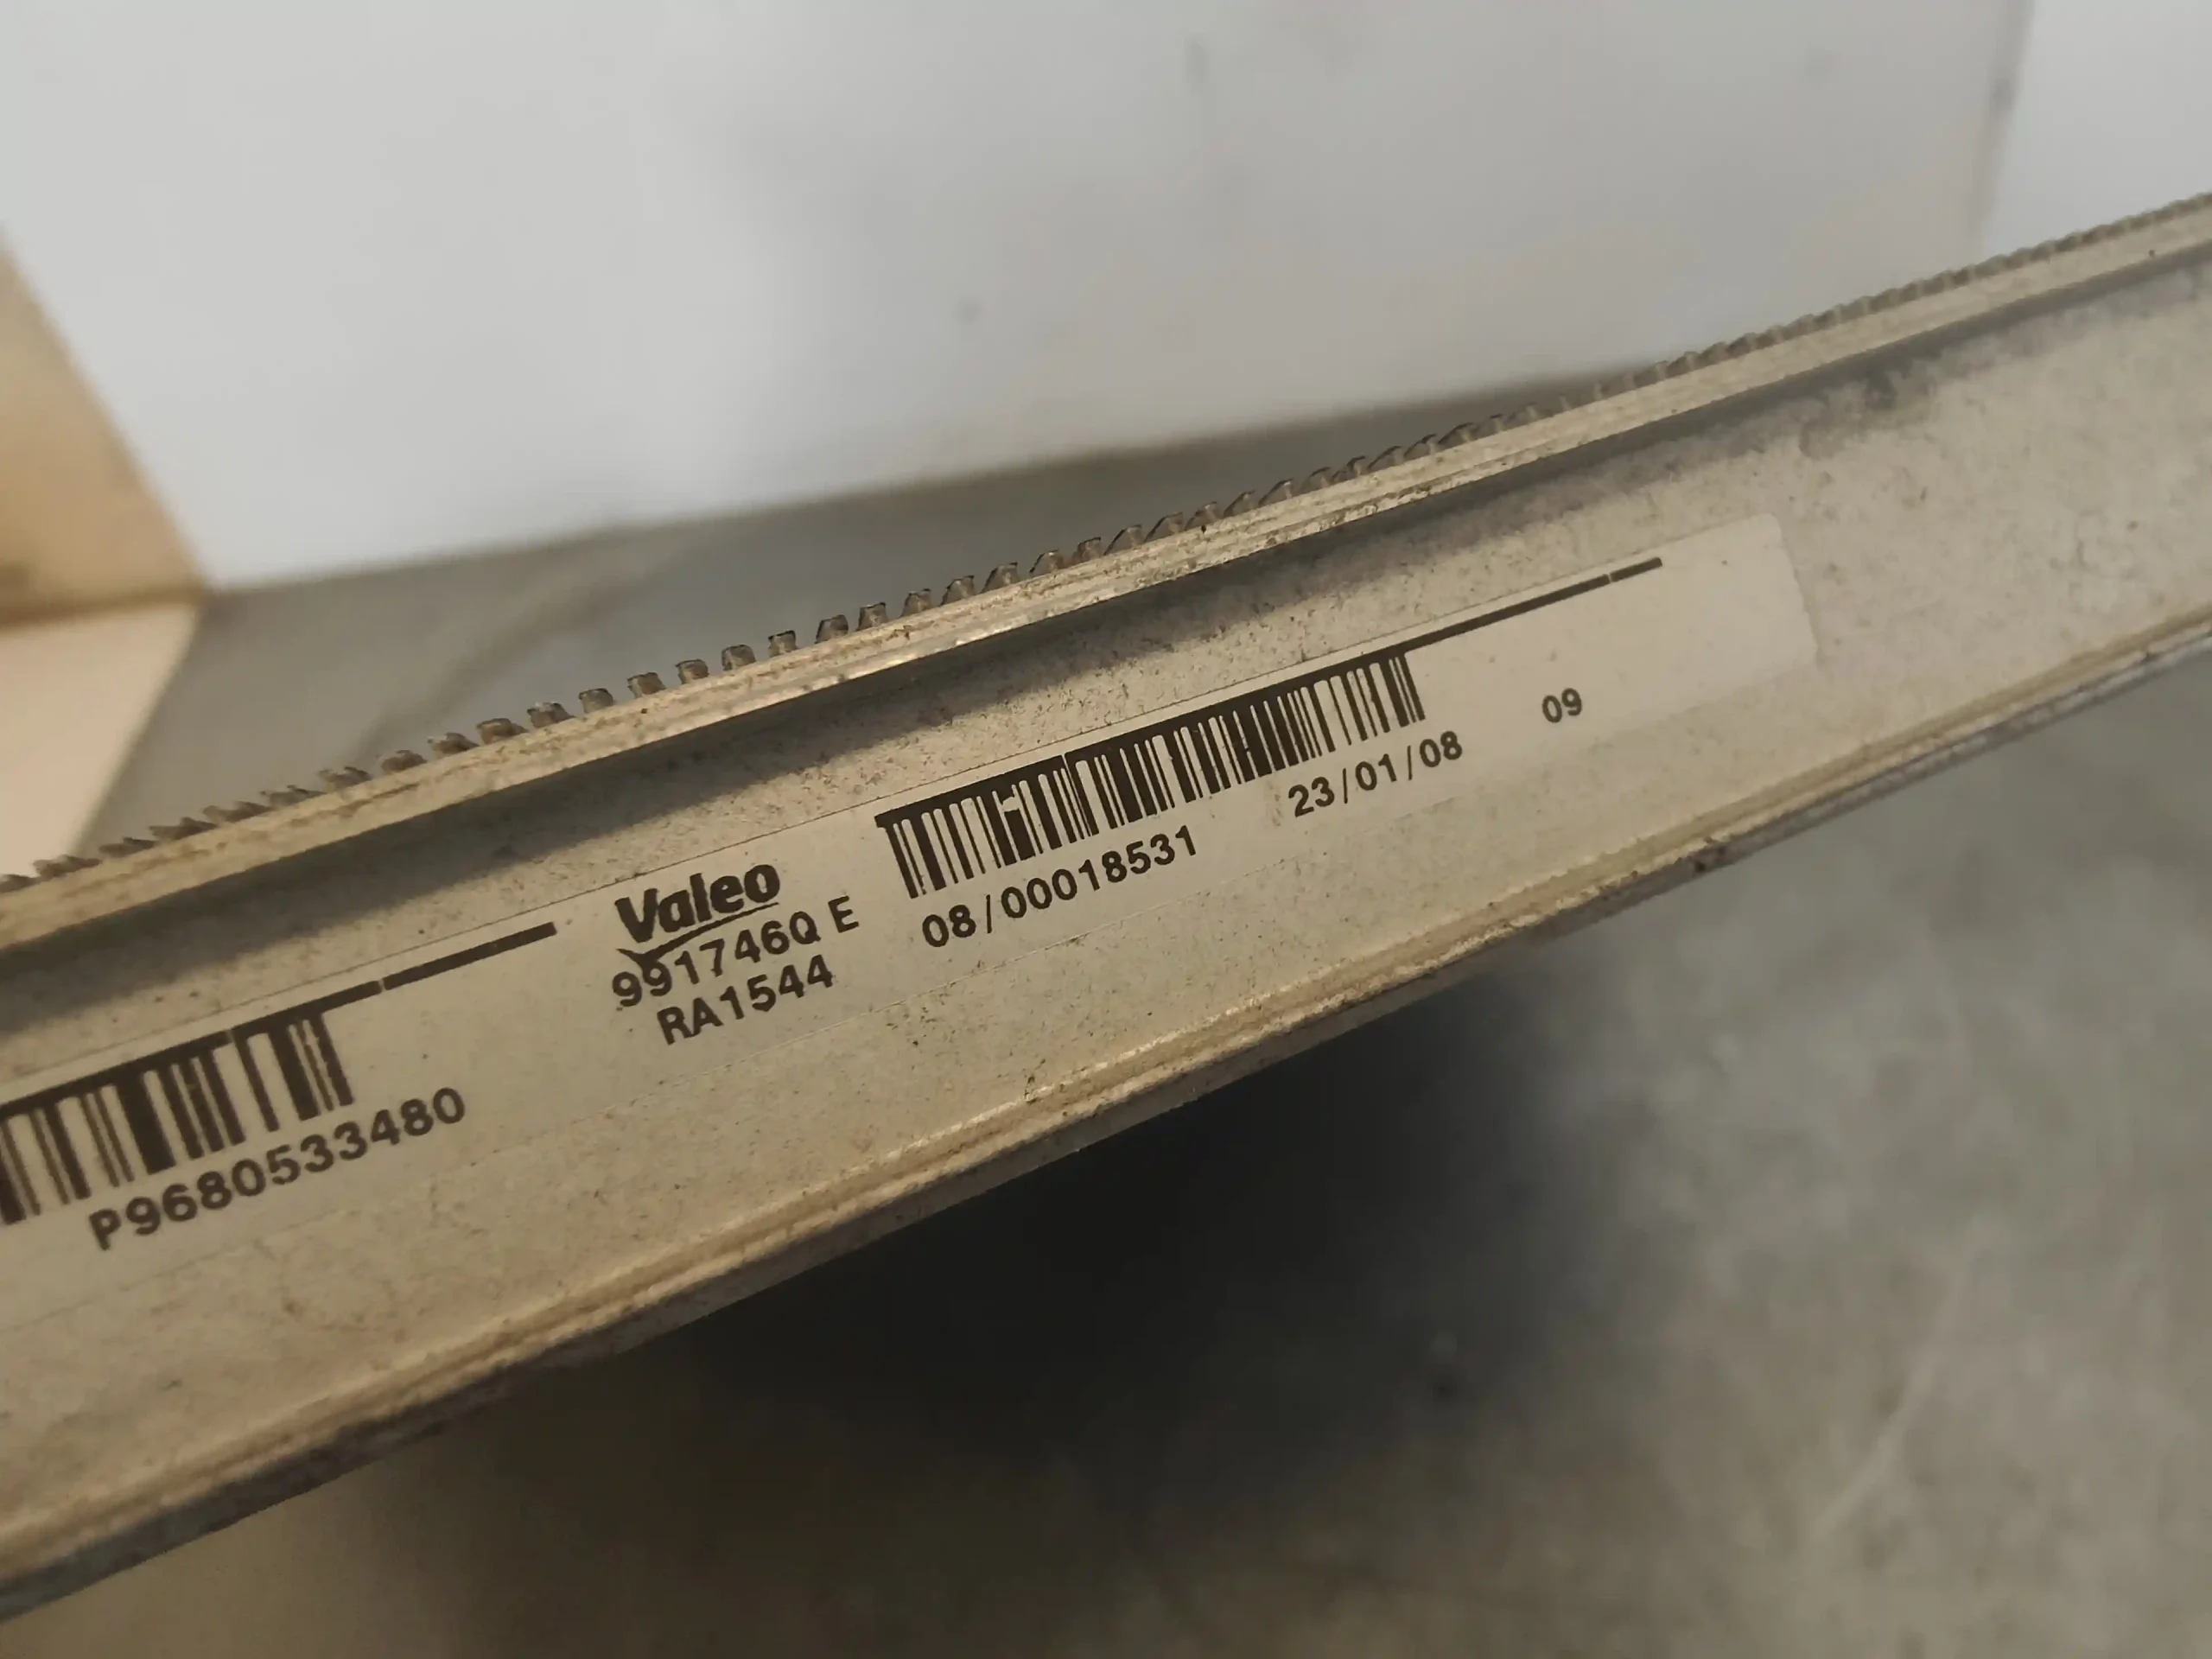 P9680533480
Valeo
991746Q E
RA1544
08/00018531
23/01/08
09